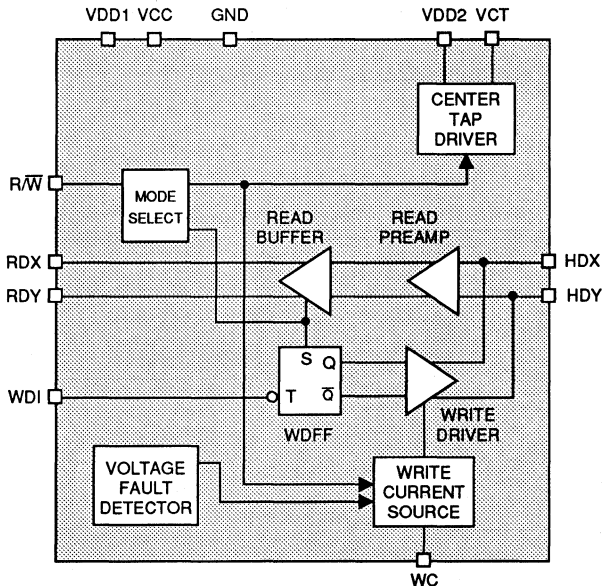 VDD1 VCC GND VDD2 VCT
CENTER
TAP
DRIVER
R/W̅
MODE
SELECT
READ
BUFFER
READ
PREAMP
RDX
HDX
RDY
HDY
S Q
WDI
T Q̅
WDFF
WRITE
DRIVER
VOLTAGE
FAULT
DETECTOR
WRITE
CURRENT
SOURCE
WC